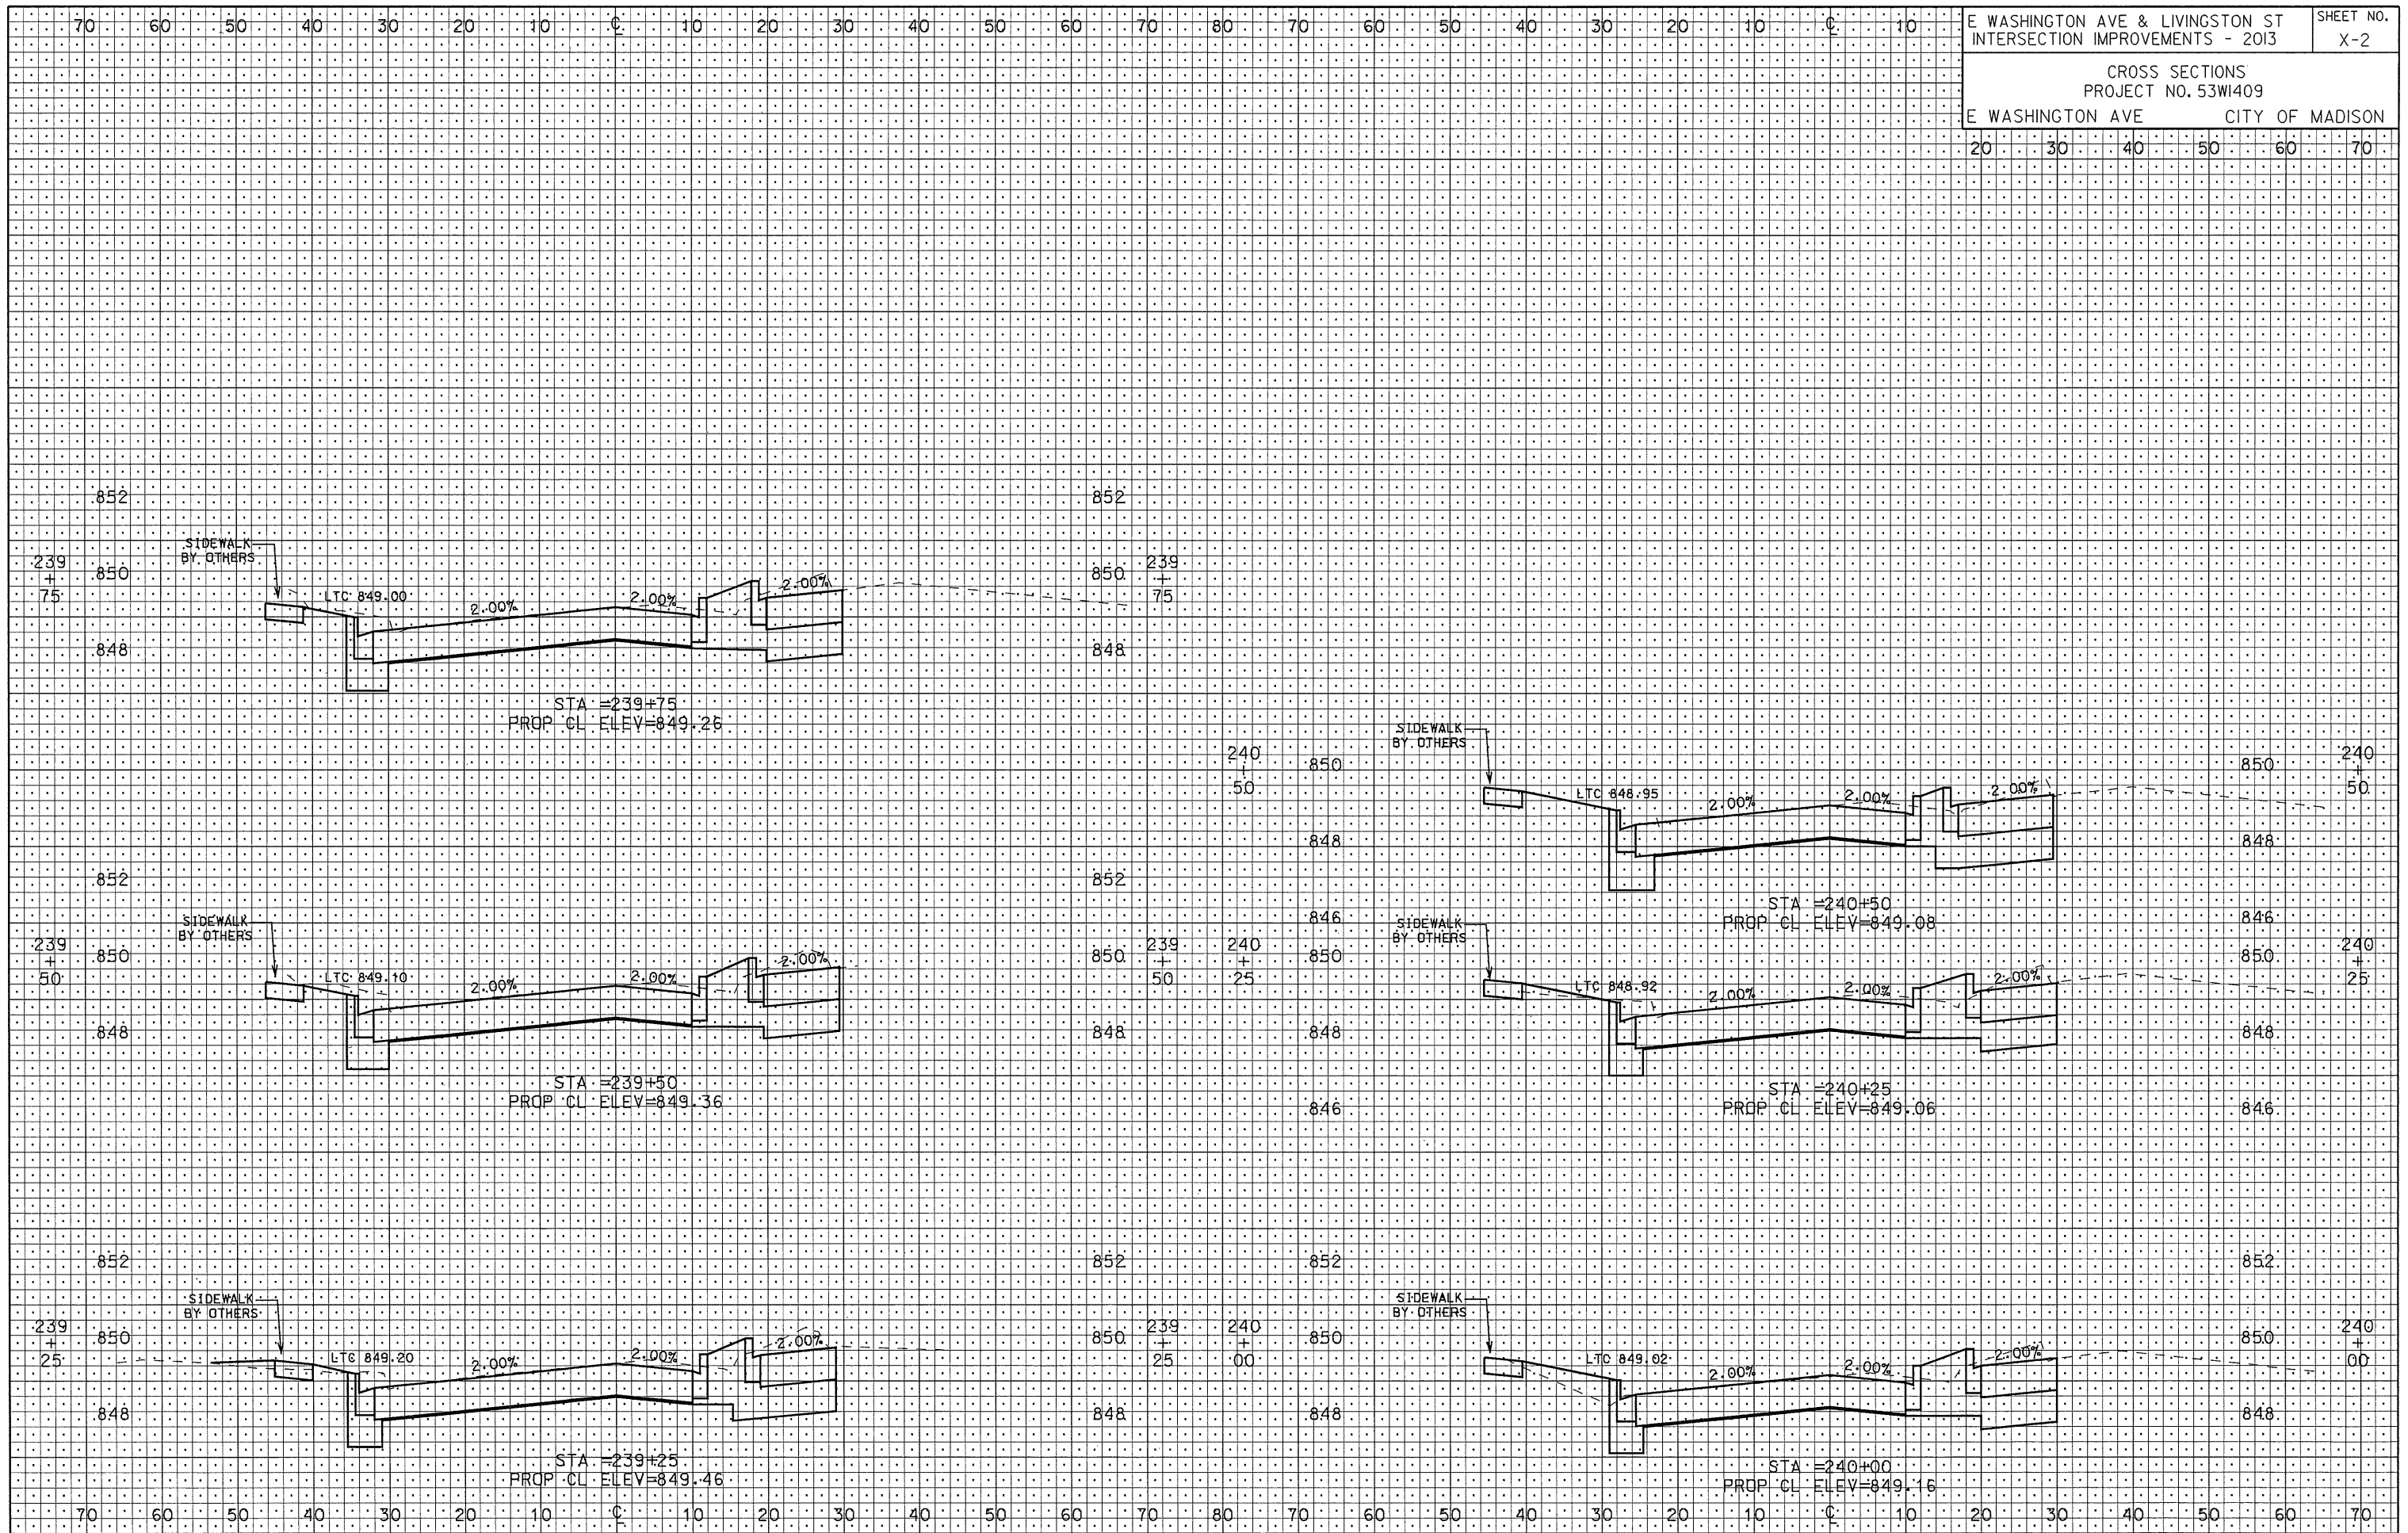 70 60 50 40 30 20 10 ℄ 10 20 30 40 50 60 70 80 70 60 50 40 30 20 10 ℄ 10
E WASHINGTON AVE & LIVINGSTON ST
INTERSECTION IMPROVEMENTS - 2013
SHEET NO.
X-2
CROSS SECTIONS
PROJECT NO. 53W1409
E WASHINGTON AVE CITY OF MADISON
20 30 40 50 60 70
852 852
SIDEWALK
BY OTHERS
239
+
75
850
LTC 849.00
2.00%
2.00%
2.00%
850
239
+
75
848 848
STA =239+75
PROP CL ELEV=849.26
SIDEWALK
BY OTHERS
240
+
50
850
LTC 848.95
2.00%
2.00%
2.00%
850
240
+
50
848 848
STA =240+50
PROP CL ELEV=849.08
846 846
852 852
SIDEWALK
BY OTHERS
239
+
50
850
LTC 849.10
2.00%
2.00%
2.00%
850
239
+
50
848 848
STA =239+50
PROP CL ELEV=849.36
SIDEWALK
BY OTHERS
240
+
25
850
LTC 848.92
2.00%
2.00%
2.00%
850
240
+
25
848 848
STA =240+25
PROP CL ELEV=849.06
846 846
852 852
SIDEWALK
BY OTHERS
239
+
25
850
LTC 849.20
2.00%
2.00%
2.00%
850
239
+
25
848 848
STA =239+25
PROP CL ELEV=849.46
852 852
SIDEWALK
BY OTHERS
240
+
00
850
LTC 849.02
2.00%
2.00%
2.00%
850
240
+
00
848 848
STA =240+00
PROP CL ELEV=849.16
70 60 50 40 30 20 10 ℄ 10 20 30 40 50 60 70 80 70 60 50 40 30 20 10 ℄ 10 20 30 40 50 60 70